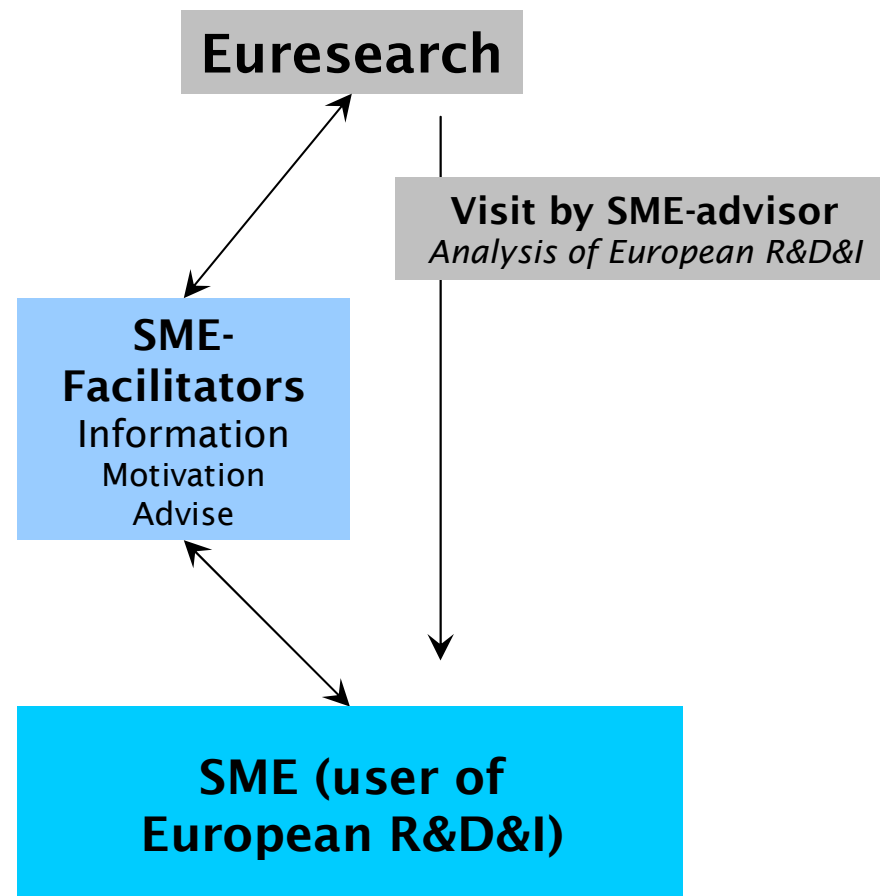 Euresearch
Visit by SME-advisor
Analysis of European R&D&I
SME-
Facilitators
Information
Motivation
Advise
SME (user of
European R&D&I)